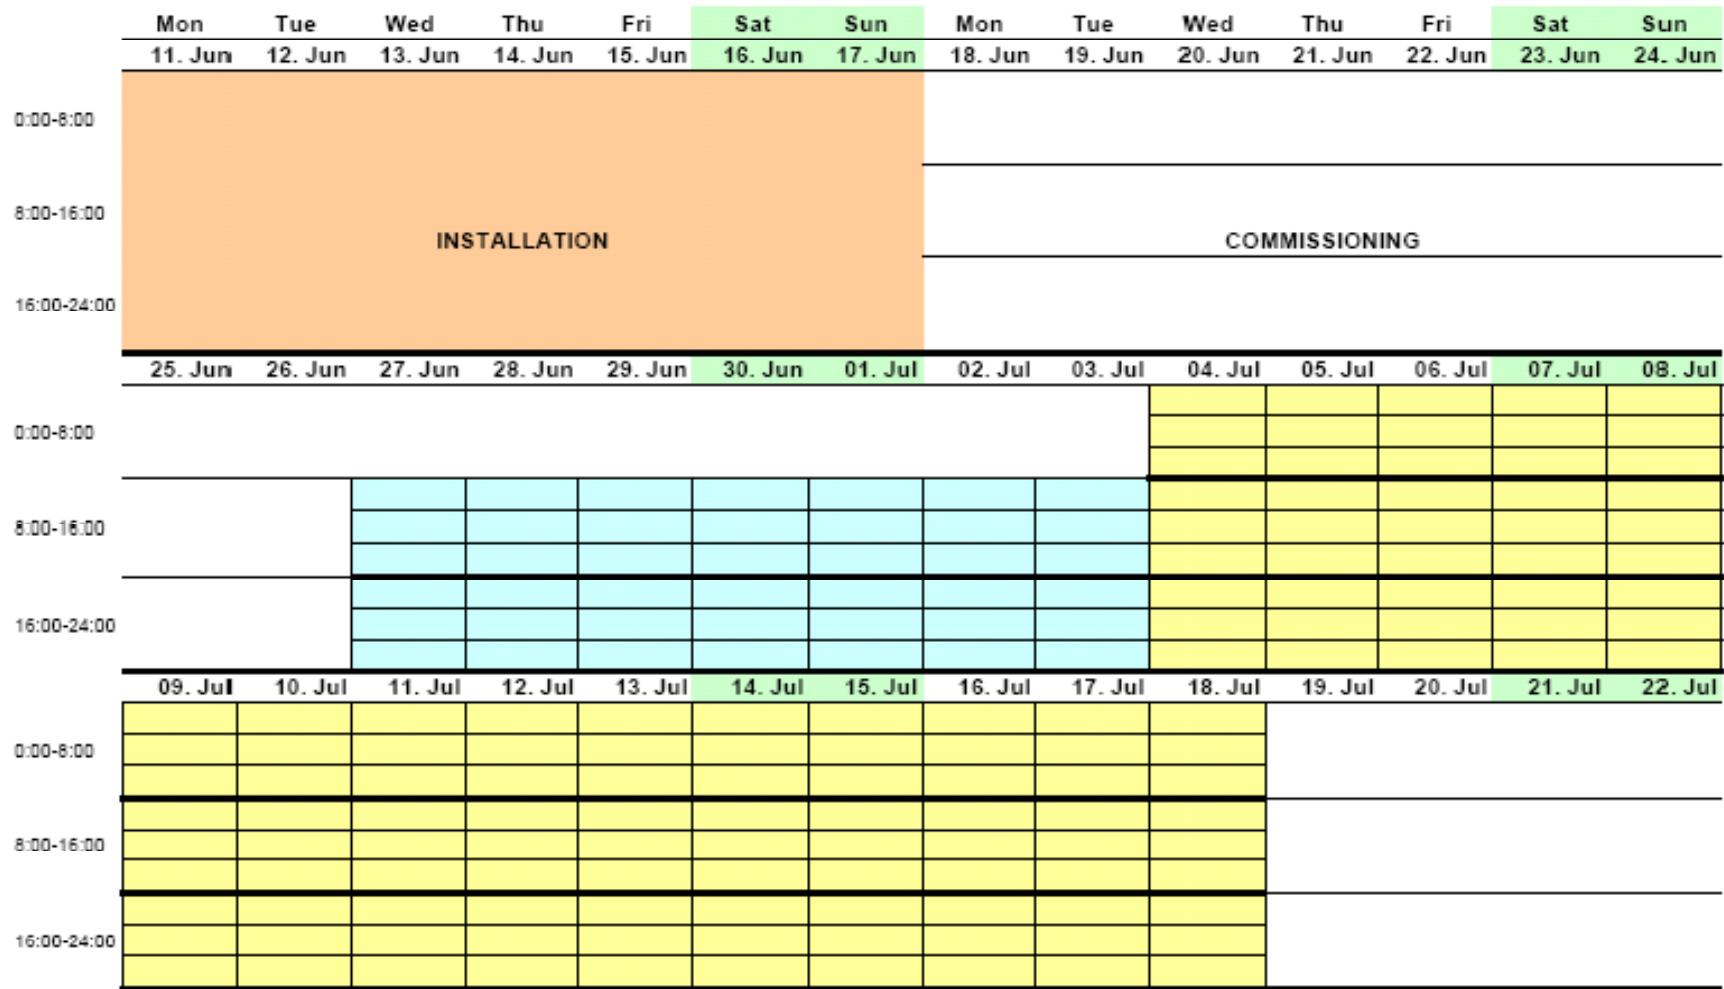 Mon Tue Wed Thu Fri Sat Sun Mon Tue Wed Thu Fri Sat Sun
11. Jun 12. Jun 13. Jun 14. Jun 15. Jun 16. Jun 17. Jun 18. Jun 19. Jun 20. Jun 21. Jun 22. Jun 23. Jun 24. Jun
0:00-8:00
8:00-16:00
INSTALLATION COMMISSIONING
16:00-24:00
25. Jun 26. Jun 27. Jun 28. Jun 29. Jun 30. Jun 01. Jul 02. Jul 03. Jul 04. Jul 05. Jul 06. Jul 07. Jul 08. Jul
0:00-8:00
8:00-16:00
16:00-24:00
09. Jul 10. Jul 11. Jul 12. Jul 13. Jul 14. Jul 15. Jul 16. Jul 17. Jul 18. Jul 19. Jul 20. Jul 21. Jul 22. Jul
0:00-8:00
8:00-16:00
16:00-24:00